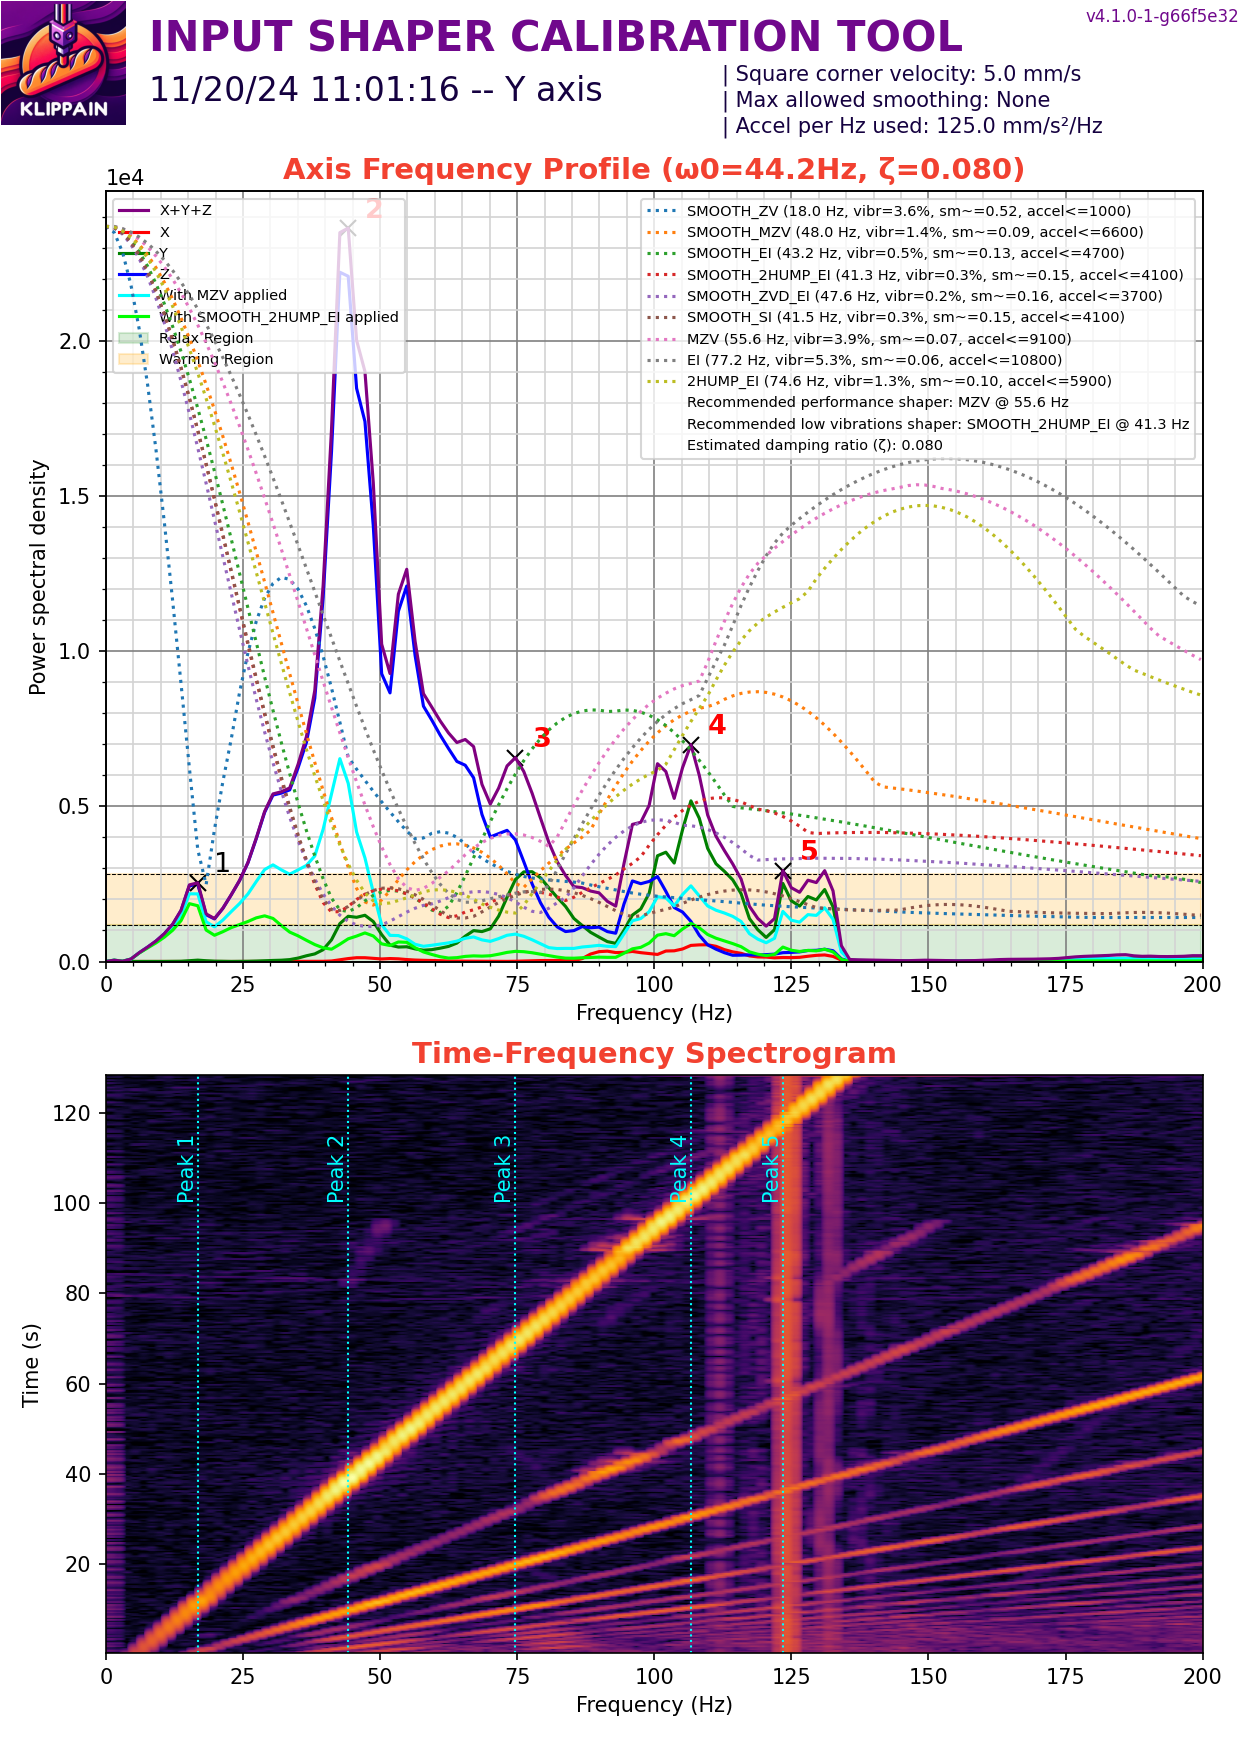 v4.1.0-1-g66f5e32
KLIPPAIN
INPUT SHAPER CALIBRATION TOOL
11/20/24 11:01:16 -- Y axis
| Square corner velocity: 5.0 mm/s
| Max allowed smoothing: None
| Accel per Hz used: 125.0 mm/s²/Hz
Axis Frequency Profile (ω0=44.2Hz, ζ=0.080)
1e4
X+Y+Z
X
Y
Z
With MZV applied
With SMOOTH_2HUMP_EI applied
Relax Region
Warning Region
SMOOTH_ZV (18.0 Hz, vibr=3.6%, sm~=0.52, accel<=1000)
SMOOTH_MZV (48.0 Hz, vibr=1.4%, sm~=0.09, accel<=6600)
SMOOTH_EI (43.2 Hz, vibr=0.5%, sm~=0.13, accel<=4700)
SMOOTH_2HUMP_EI (41.3 Hz, vibr=0.3%, sm~=0.15, accel<=4100)
SMOOTH_ZVD_EI (47.6 Hz, vibr=0.2%, sm~=0.16, accel<=3700)
SMOOTH_SI (41.5 Hz, vibr=0.3%, sm~=0.15, accel<=4100)
MZV (55.6 Hz, vibr=3.9%, sm~=0.07, accel<=9100)
EI (77.2 Hz, vibr=5.3%, sm~=0.06, accel<=10800)
2HUMP_EI (74.6 Hz, vibr=1.3%, sm~=0.10, accel<=5900)
Recommended performance shaper: MZV @ 55.6 Hz
Recommended low vibrations shaper: SMOOTH_2HUMP_EI @ 41.3 Hz
Estimated damping ratio (ζ): 0.080
1
2
3
4
5
Power spectral density
2.0
1.5
1.0
0.5
0.0
0 25 50 75 100 125 150 175 200
Frequency (Hz)
Time-Frequency Spectrogram
Time (s)
120
100
80
60
40
20
Peak 1
Peak 2
Peak 3
Peak 4
Peak 5
0 25 50 75 100 125 150 175 200
Frequency (Hz)